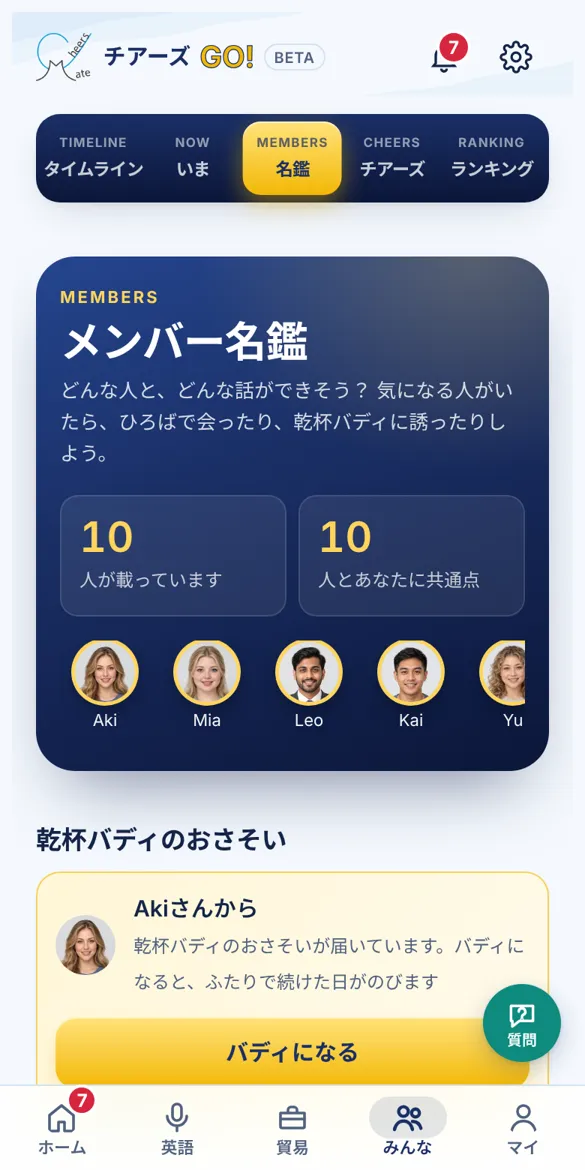 Cheers
Mate
チアーズ GO! BETA
7
TIMELINE
タイムライン
NOW
いま
MEMBERS
名鑑
CHEERS
チアーズ
RANKING
ランキング
MEMBERS
メンバー名鑑
どんな人と、どんな話ができそう？ 気になる人がい
たら、ひろばで会ったり、乾杯バディに誘ったりし
よう。
10
人が載っています
10
人とあなたに共通点
Aki
Mia
Leo
Kai
Yu
乾杯バディのおさそい
Akiさんから
乾杯バディのおさそいが届いています。バディに
なると、ふたりで続けた日がのびます
バディになる
質問
7
ホーム
英語
貿易
みんな
マイ